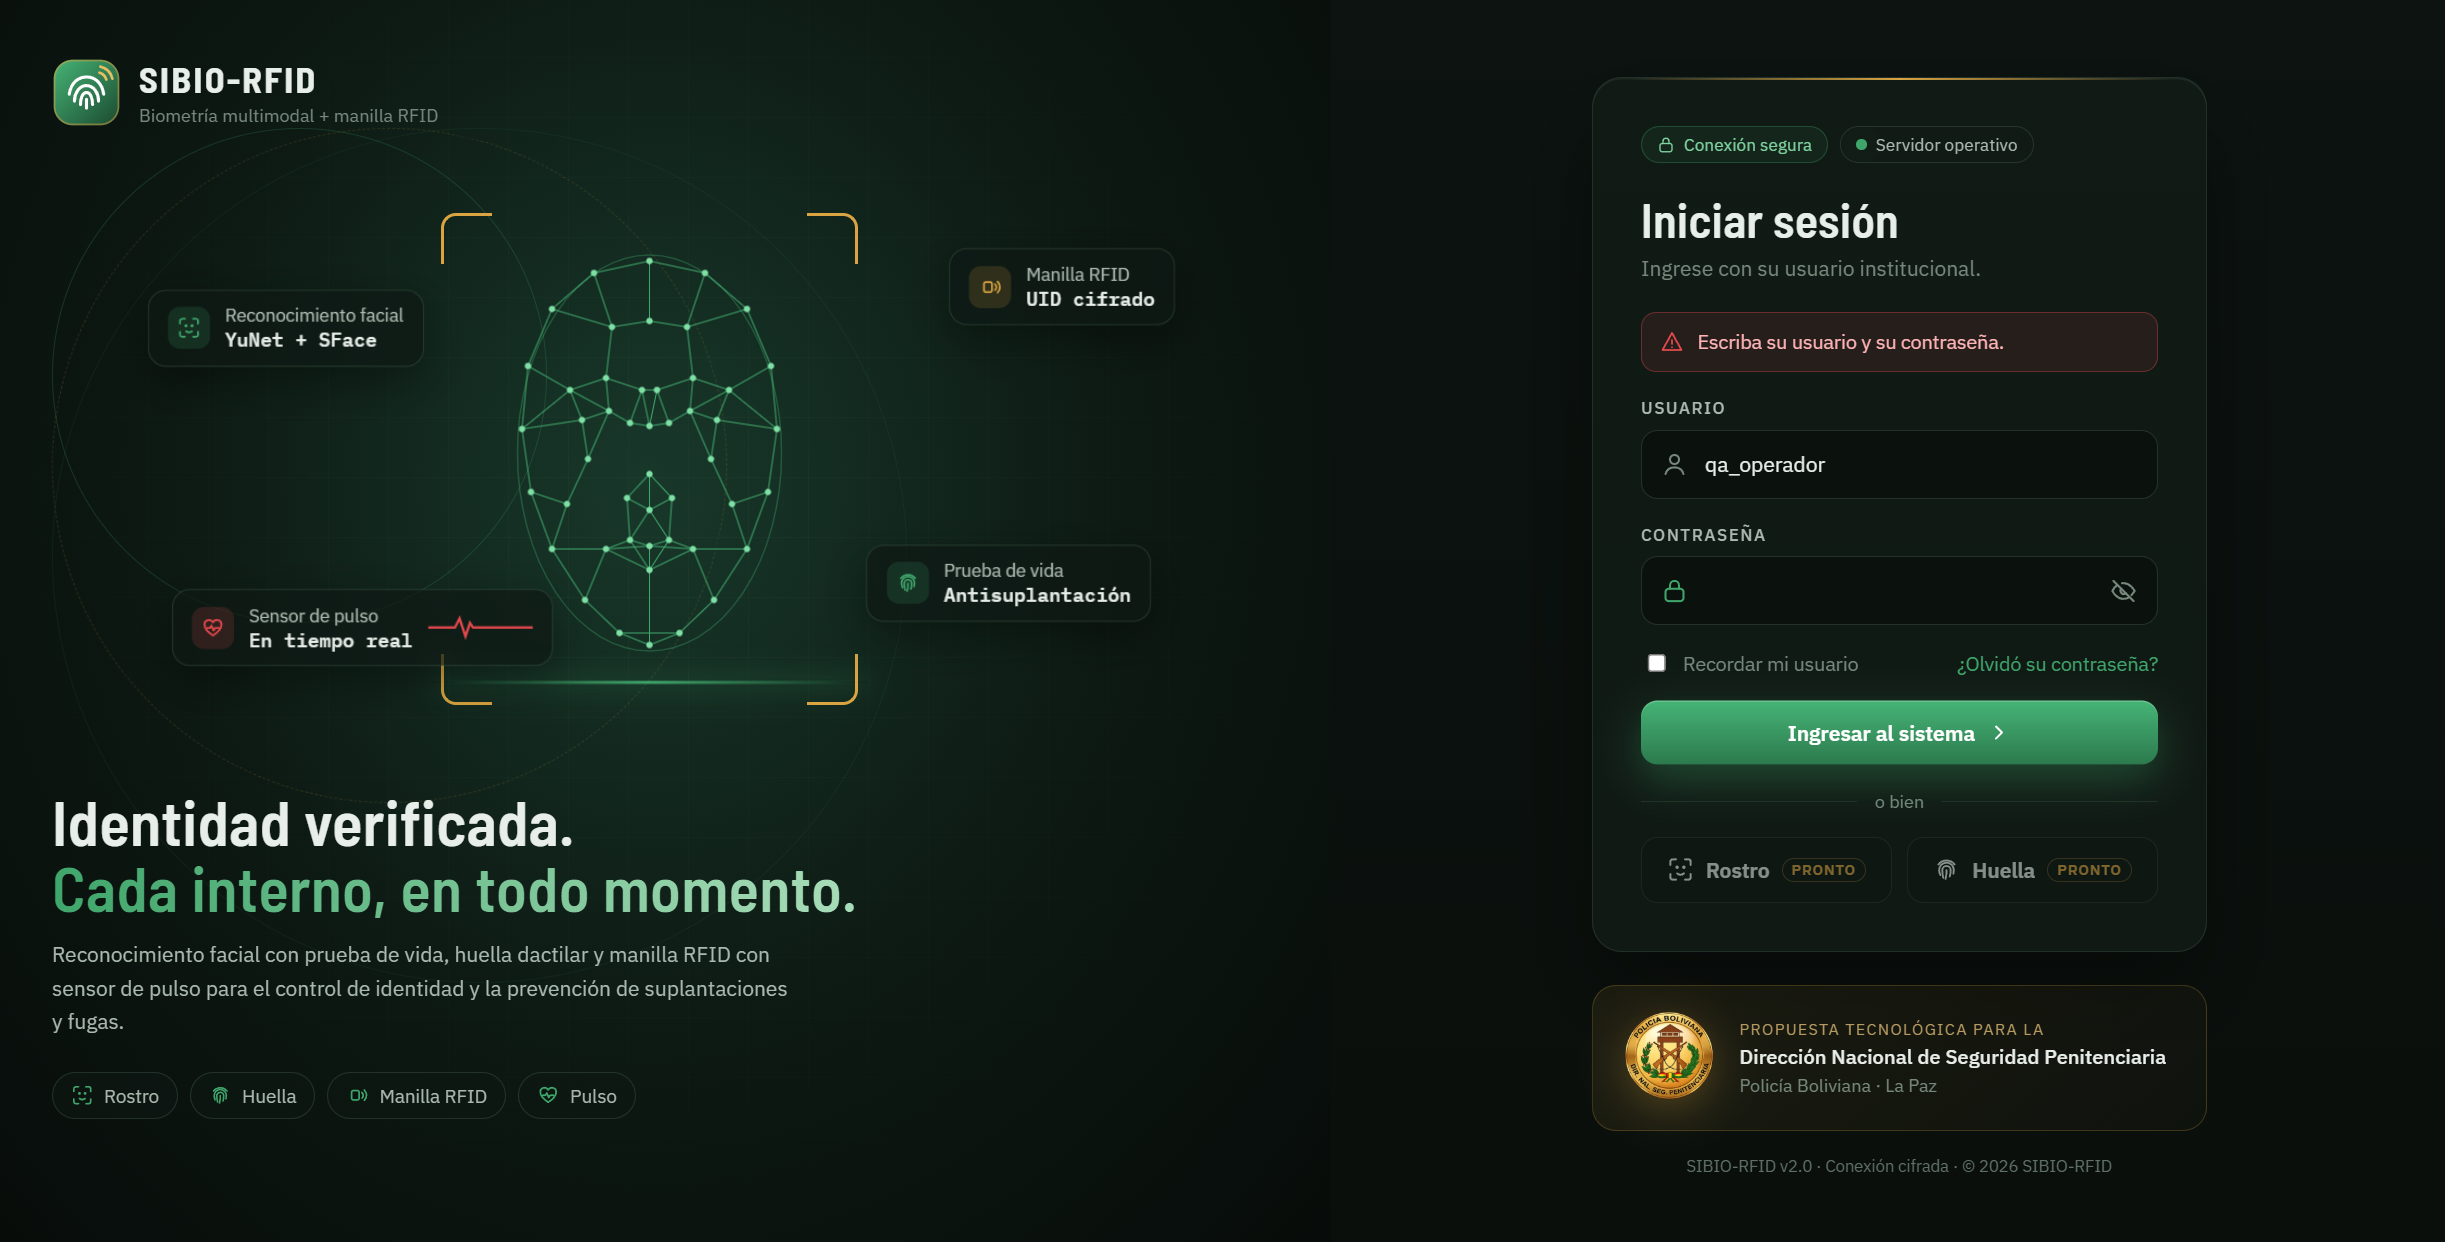 SIBIO-RFID
Biometría multimodal + manilla RFID
Reconocimiento facial
YuNet + SFace
Manilla RFID
UID cifrado
Sensor de pulso
En tiempo real
Prueba de vida
Antisuplantación
Identidad verificada.
Cada interno, en todo momento.
Reconocimiento facial con prueba de vida, huella dactilar y manilla RFID con
sensor de pulso para el control de identidad y la prevención de suplantaciones
y fugas.
Rostro
Huella
Manilla RFID
Pulso
Conexión segura
Servidor operativo
Iniciar sesión
Ingrese con su usuario institucional.
Escriba su usuario y su contraseña.
USUARIO
qa_operador
CONTRASEÑA
Recordar mi usuario
¿Olvidó su contraseña?
Ingresar al sistema
o bien
Rostro PRONTO
Huella PRONTO
POLICIA BOLIVIANA
DIR. NAL. SEG. PENITENCIARIA
PROPUESTA TECNOLÓGICA PARA LA
Dirección Nacional de Seguridad Penitenciaria
Policía Boliviana · La Paz
SIBIO-RFID v2.0 · Conexión cifrada · © 2026 SIBIO-RFID